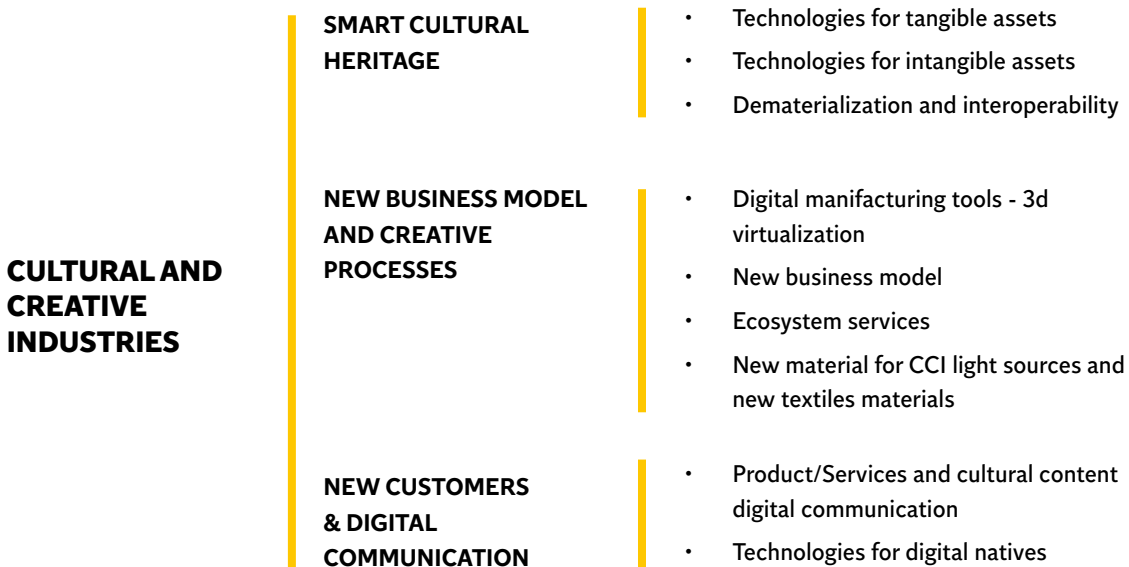 CULTURAL AND
CREATIVE
INDUSTRIES
SMART CULTURAL
HERITAGE
• Technologies for tangible assets
• Technologies for intangible assets
• Dematerialization and interoperability
NEW BUSINESS MODEL
AND CREATIVE
PROCESSES
• Digital manifacturing tools - 3d
virtualization
• New business model
• Ecosystem services
• New material for CCI light sources and
new textiles materials
NEW CUSTOMERS
& DIGITAL
COMMUNICATION
• Product/Services and cultural content
digital communication
• Technologies for digital natives